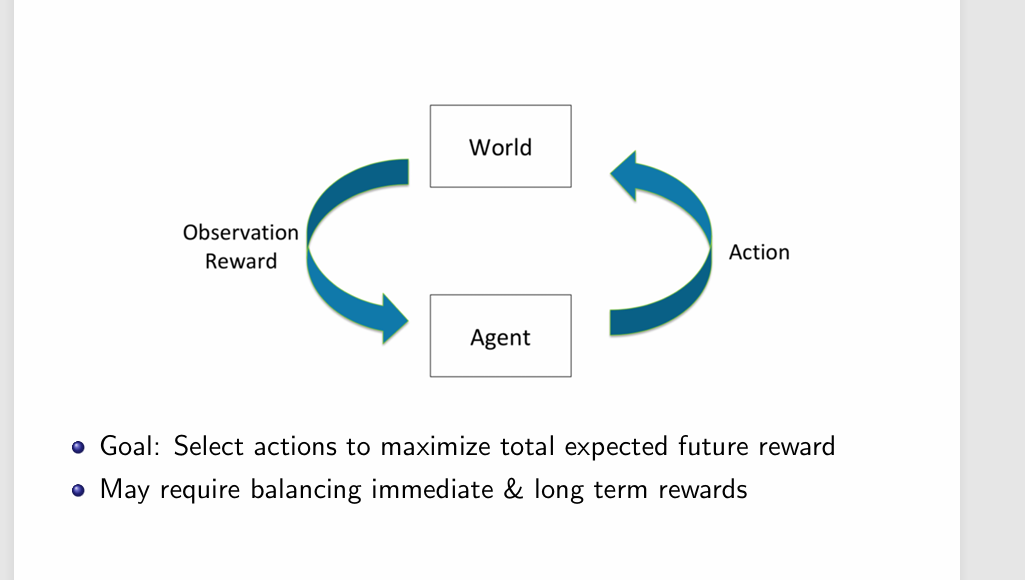 World
Observation
Reward
Action
Agent
Goal: Select actions to maximize total expected future reward
May require balancing immediate & long term rewards